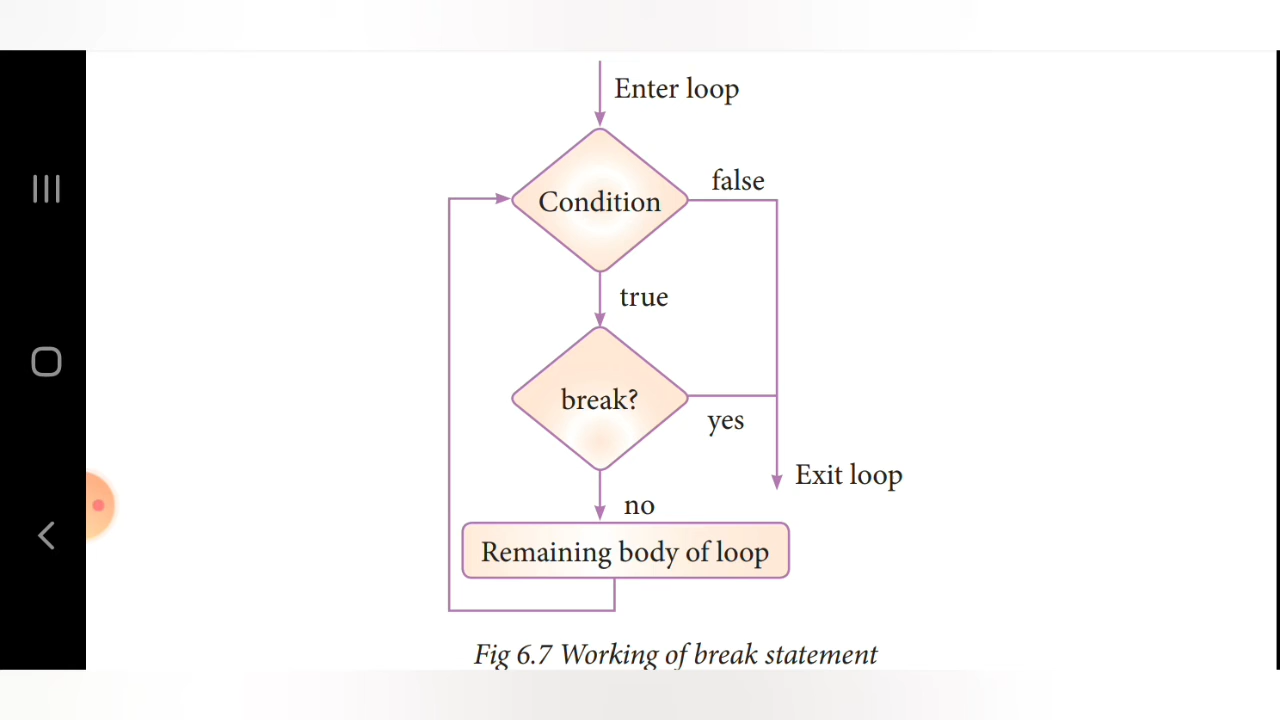 Enter loop
false
Condition
true
break?
yes
Exit loop
no
Remaining body of loop
Fig 6.7 Working of break statement